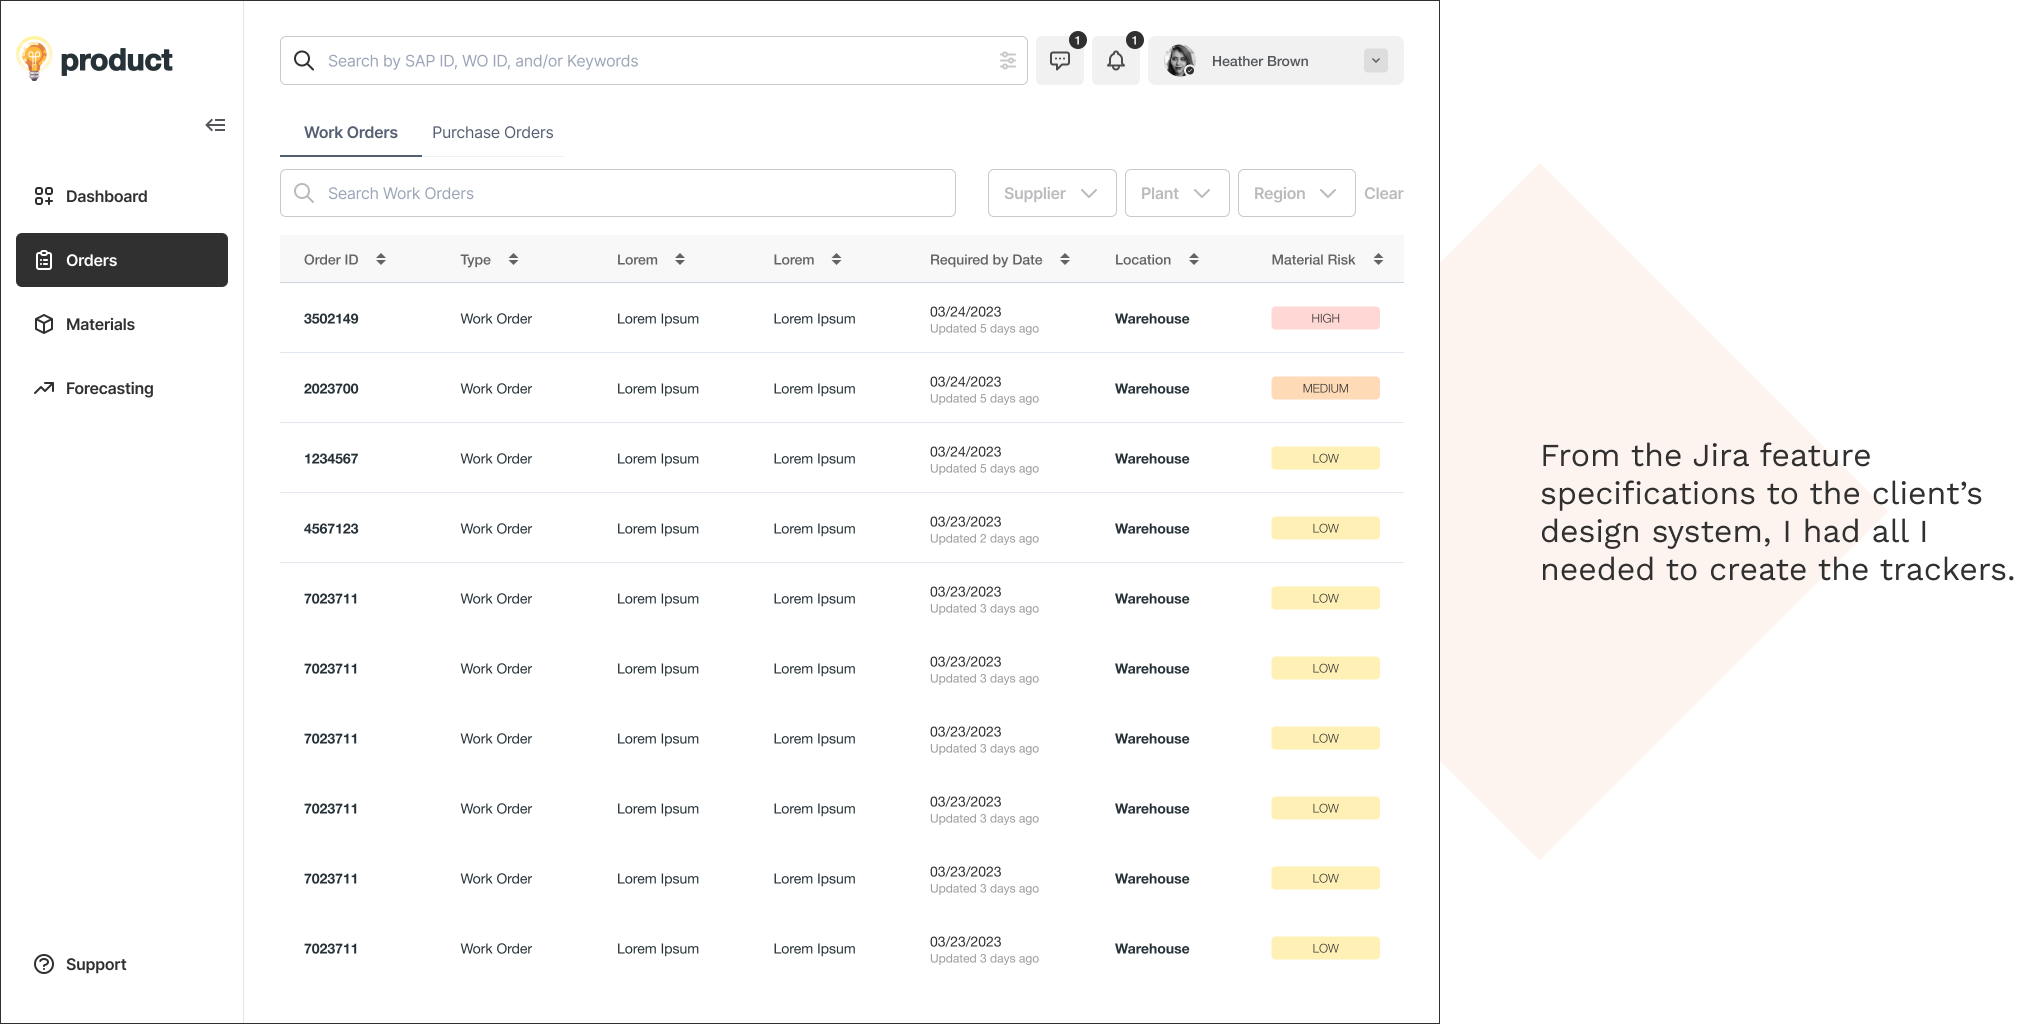 product
Search by SAP ID, WO ID, and/or Keywords
1
1
Heather Brown
Dashboard
Orders
Materials
Forecasting
Support
Work Orders Purchase Orders
Search Work Orders
Supplier Plant Region Clear
Order ID Type Lorem Lorem Required by Date Location Material Risk
3502149 Work Order Lorem Ipsum Lorem Ipsum 03/24/2023 Warehouse HIGH
Updated 5 days ago
2023700 Work Order Lorem Ipsum Lorem Ipsum 03/24/2023 Warehouse MEDIUM
Updated 5 days ago
1234567 Work Order Lorem Ipsum Lorem Ipsum 03/24/2023 Warehouse LOW
Updated 5 days ago
4567123 Work Order Lorem Ipsum Lorem Ipsum 03/23/2023 Warehouse LOW
Updated 2 days ago
7023711 Work Order Lorem Ipsum Lorem Ipsum 03/23/2023 Warehouse LOW
Updated 3 days ago
7023711 Work Order Lorem Ipsum Lorem Ipsum 03/23/2023 Warehouse LOW
Updated 3 days ago
7023711 Work Order Lorem Ipsum Lorem Ipsum 03/23/2023 Warehouse LOW
Updated 3 days ago
7023711 Work Order Lorem Ipsum Lorem Ipsum 03/23/2023 Warehouse LOW
Updated 3 days ago
7023711 Work Order Lorem Ipsum Lorem Ipsum 03/23/2023 Warehouse LOW
Updated 3 days ago
7023711 Work Order Lorem Ipsum Lorem Ipsum 03/23/2023 Warehouse LOW
Updated 3 days ago
From the Jira feature
specifications to the client’s
design system, I had all I
needed to create the trackers.